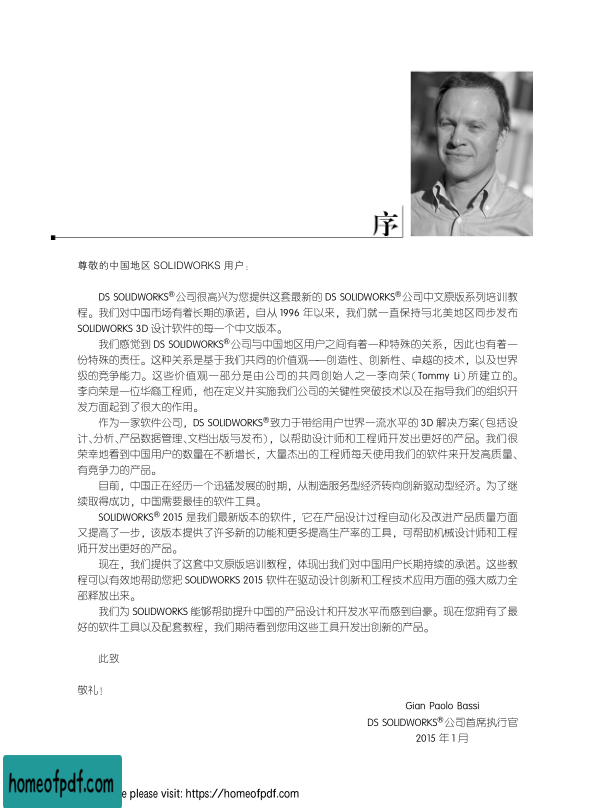 序
尊敬的中国地区 SOLIDWORKS 用户：
DS SOLIDWORKS®公司很高兴为您提供这套最新的 DS SOLIDWORKS®公司中文原版系列培训教
程。我们对中国市场有着长期的承诺，自从 1996 年以来，我们就一直保持与北美地区同步发布
SOLIDWORKS 3D 设计软件的每一个中文版本。
我们感觉到 DS SOLIDWORKS®公司与中国地区用户之间有着一种特殊的关系，因此也有着一
份特殊的责任。这种关系是基于我们共同的价值观——创造性、创新性、卓越的技术，以及世界
级的竞争能力。这些价值观一部分是由公司的共同创始人之一李向荣（Tommy Li）所建立的。
李向荣是一位华裔工程师，他在定义并实施我们公司的关键性突破技术以及在指导我们的组织开
发方面起到了很大的作用。
作为一家软件公司，DS SOLIDWORKS®致力于带给用户世界一流水平的 3D 解决方案（包括设
计、分析、产品数据管理、文档出版与发布），以帮助设计师和工程师开发出更好的产品。我们很
荣幸地看到中国用户的数量在不断增长，大量杰出的工程师每天使用我们的软件来开发高质量、
有竞争力的产品。
目前，中国正在经历一个迅猛发展的时期，从制造服务型经济转向创新驱动型经济。为了继
续取得成功，中国需要最佳的软件工具。
SOLIDWORKS® 2015 是我们最新版本的软件，它在产品设计过程自动化及改进产品质量方面
又提高了一步，该版本提供了许多新的功能和更多提高生产率的工具，可帮助机械设计师和工程
师开发出更好的产品。
现在，我们提供了这套中文原版培训教程，体现出我们对中国用户长期持续的承诺。这些教
程可以有效地帮助您把 SOLIDWORKS 2015 软件在驱动设计创新和工程技术应用方面的强大威力全
部释放出来。
我们为 SOLIDWORKS 能够帮助提升中国的产品设计和开发水平而感到自豪。现在您拥有了最
好的软件工具以及配套教程，我们期待看到您用这些工具开发出创新的产品。
此致
敬礼！
Gian Paolo Bassi
DS SOLIDWORKS®公司首席执行官
2015 年 1 月
homeofpdf.com
please visit: https://homeofpdf.com